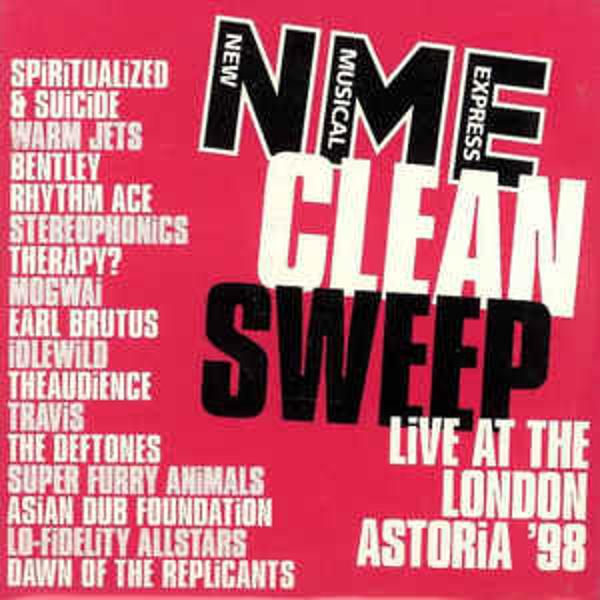 NME
NEW MUSICAL EXPRESS
CLEAN
SWEEP
SPiRiTUALiZED
& SUiCiDE
WARM JETS
BENTLEY
RHYTHM ACE
STEREOPHONiCS
THERAPY?
MOGWAi
EARL BRUTUS
iDLEWiLD
THEAUDiENCE
TRAViS
THE DEFTONES
SUPER FURRY ANiMALS
ASiAN DUB FOUNDATiON
LO-FiDELiTY ALLSTARS
DAWN OF THE REPLiCANTS
LiVE AT THE
LONDON
ASTORiA '98